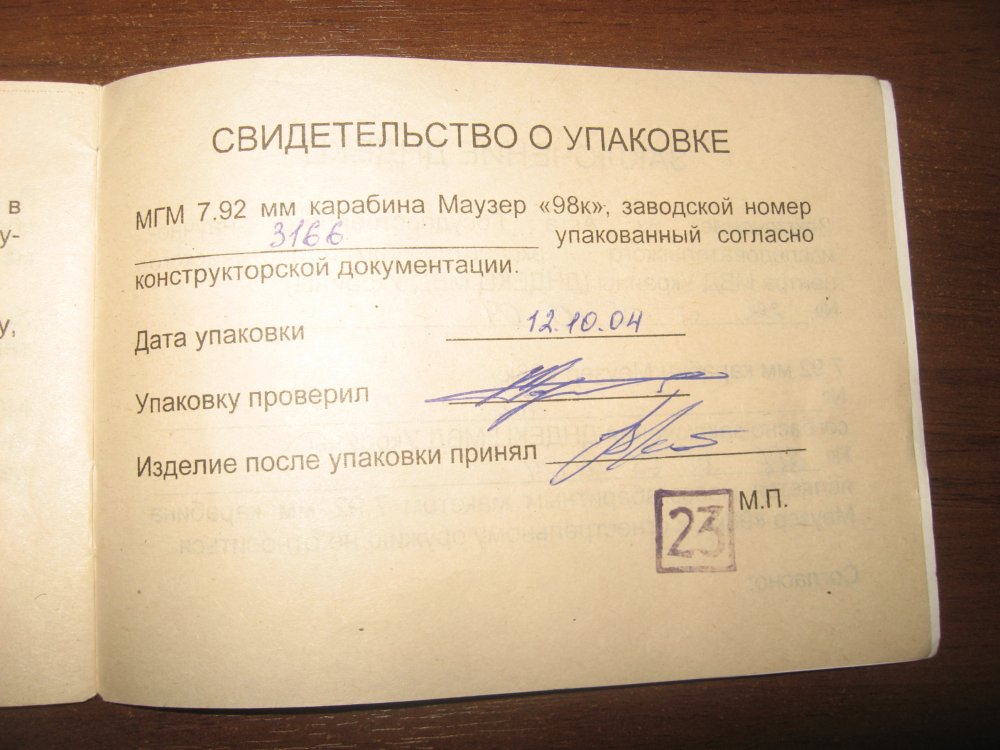 в
у-
у,
СВИДЕТЕЛЬСТВО О УПАКОВКЕ
МГМ 7.92 мм карабина Маузер «98к», заводской номер
3166 упакованный согласно
конструкторской документации.
Дата упаковки 12.10.04
Упаковку проверил
Изделие после упаковки принял
М.П.
23